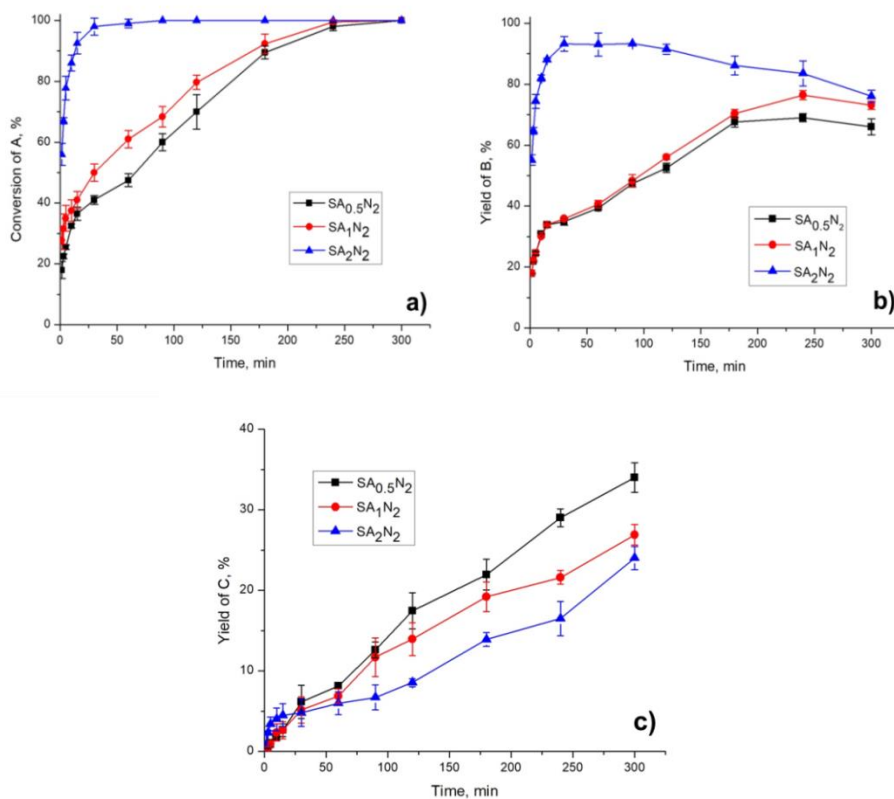 100
80
60
40
20
0
Conversion of A, %
SA0.5N2
SA1N2
SA2N2
a)
0 50 100 150 200 250 300
Time, min
100
80
60
40
20
0
Yield of B, %
SA0.5N2
SA1N2
SA2N2
b)
0 50 100 150 200 250 300
Time, min
40
30
20
10
0
Yield of C, %
SA0.5N2
SA1N2
SA2N2
c)
0 50 100 150 200 250 300
Time, min